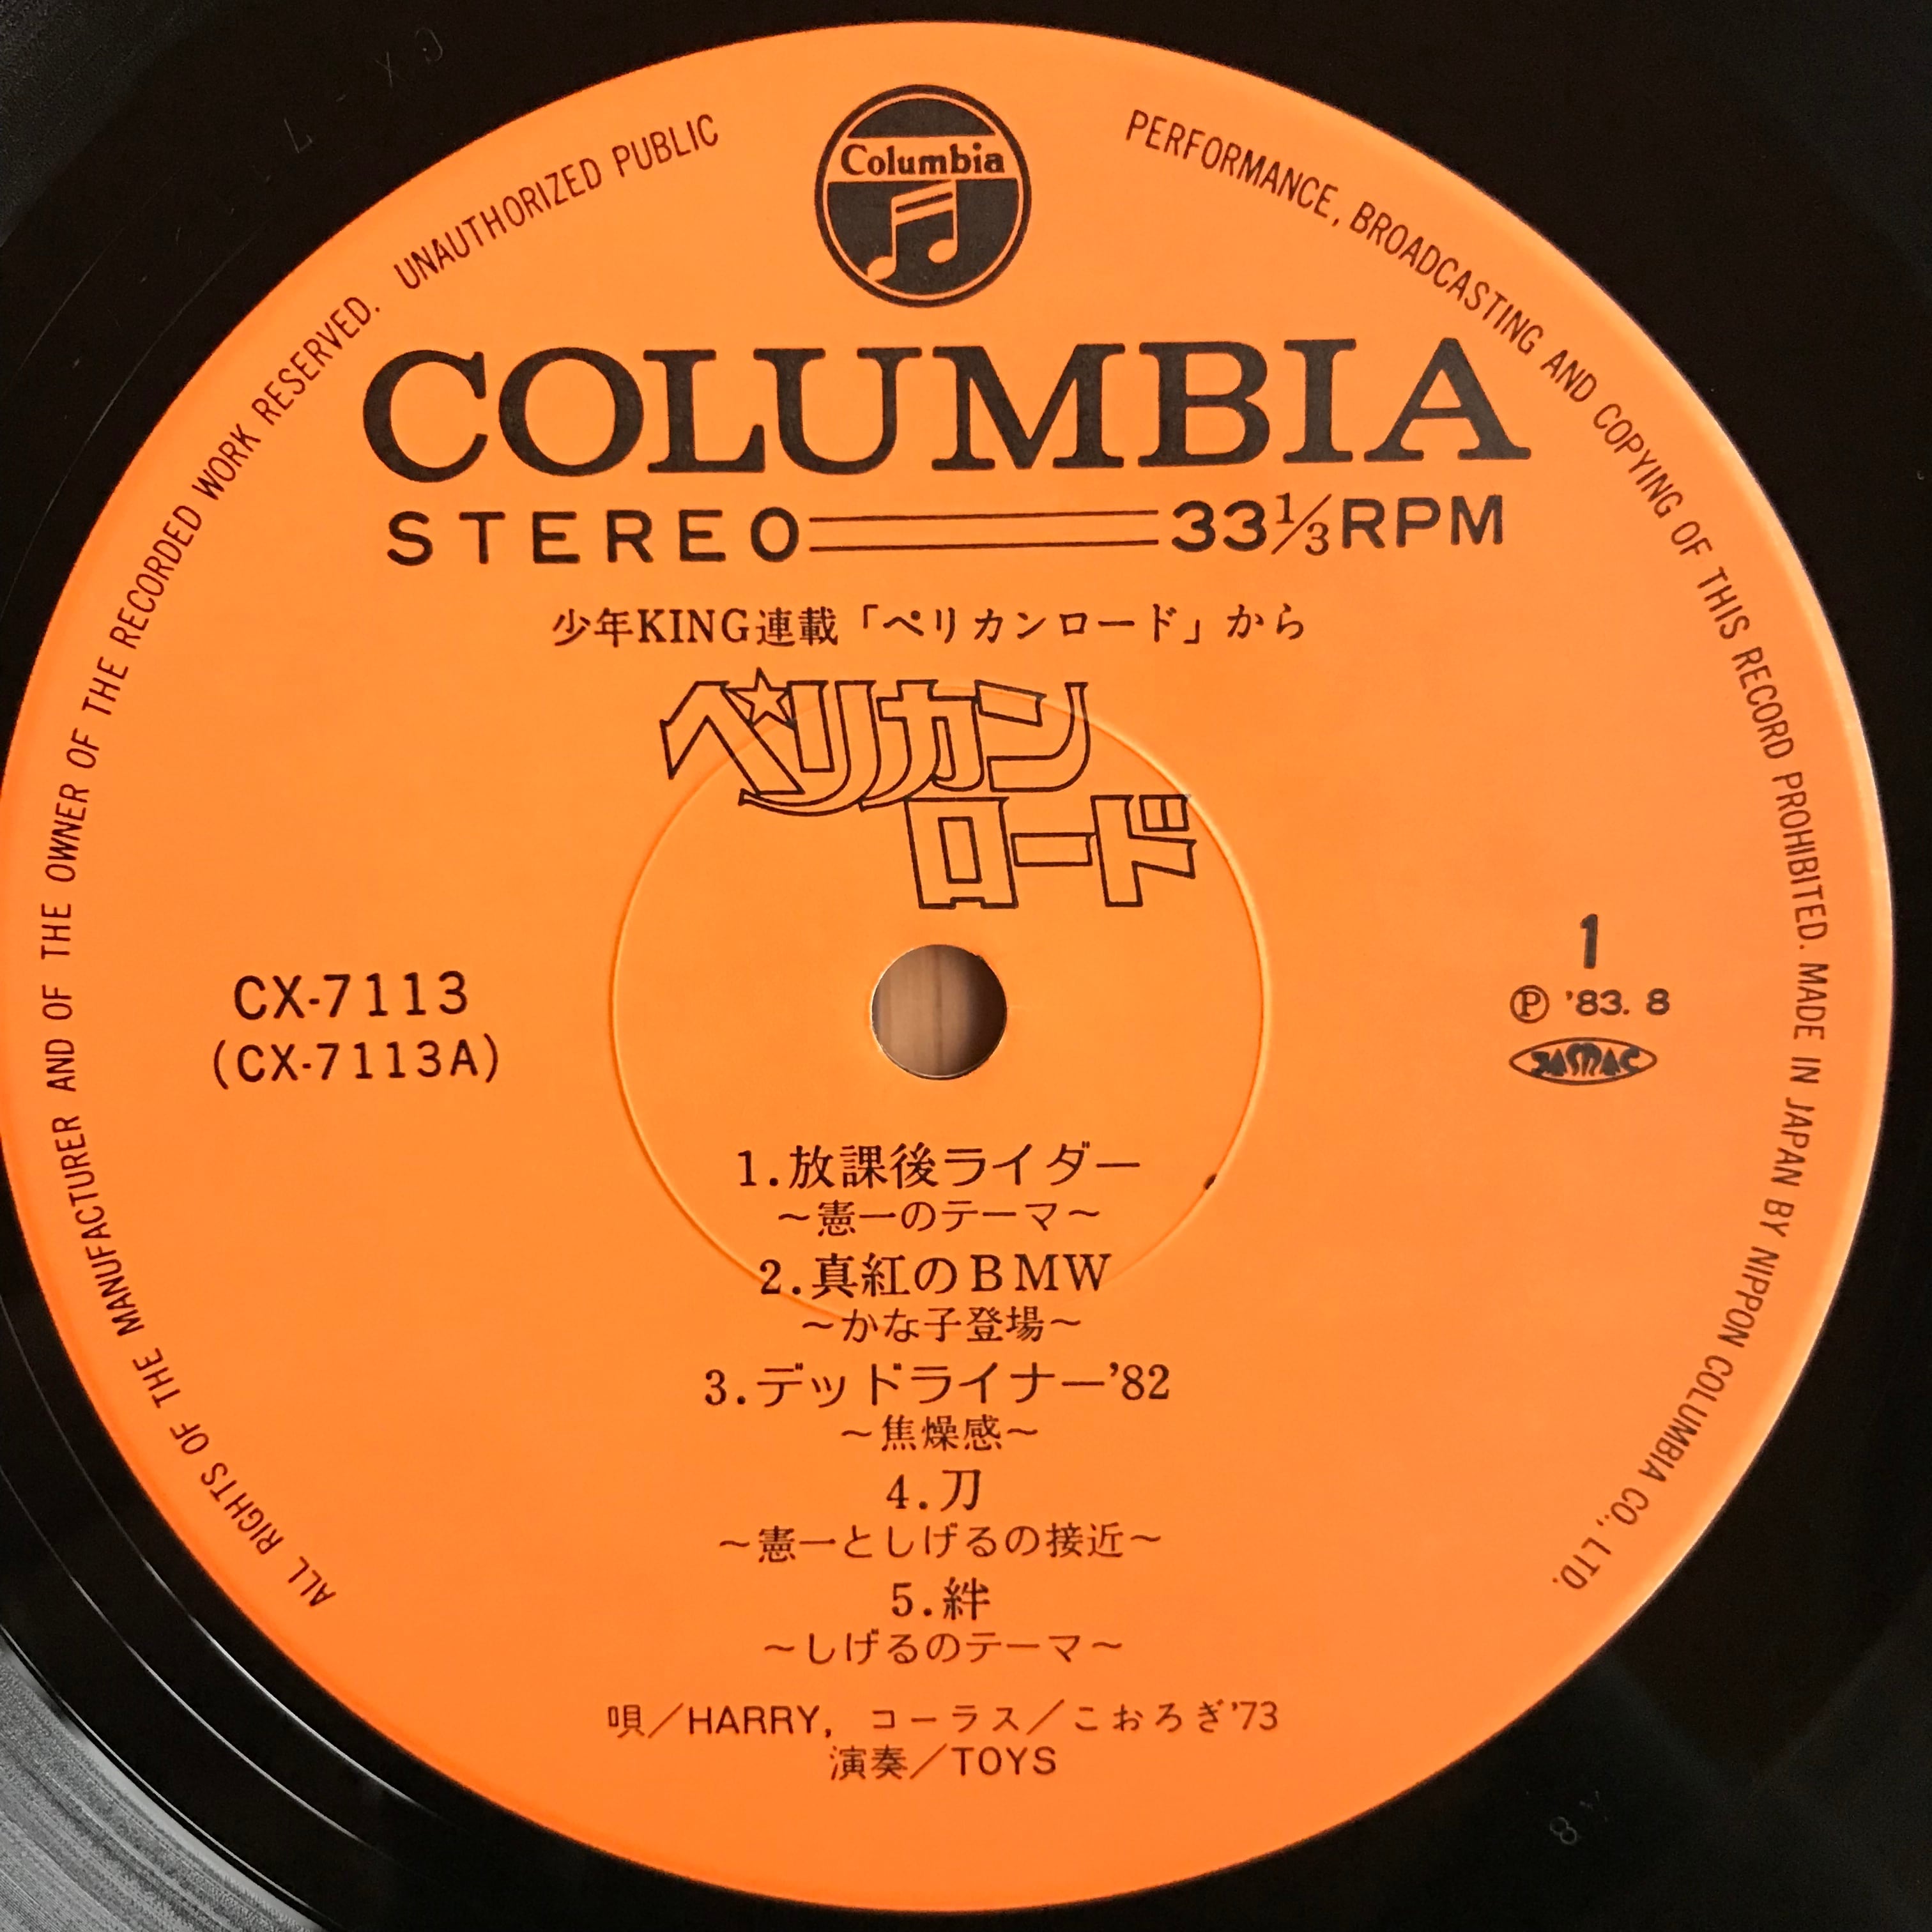 ALL RIGHTS OF THE MANUFACTURER AND OF THE OWNER OF THE RECORDED WORK RESERVED. UNAUTHORIZED PUBLIC PERFORMANCE, BROADCASTING AND COPYING OF THIS RECORD PROHIBITED. MADE IN JAPAN BY NIPPON COLUMBIA CO., LTD.
Columbia
COLUMBIA
STEREO 33⅓RPM
少年KING連載「ペリカンロード」から
ペリカン
ロード
CX-7113
(CX-7113A)
1
Ⓟ '83. 8
JASRAC
1.放課後ライダー
〜憲一のテーマ〜
2.真紅のBMW
〜かな子登場〜
3.デッドライナー'82
〜焦燥感〜
4.刀
〜憲一としげるの接近〜
5.絆
〜しげるのテーマ〜
唄／HARRY, コーラス／こおろぎ'73
演奏／TOYS